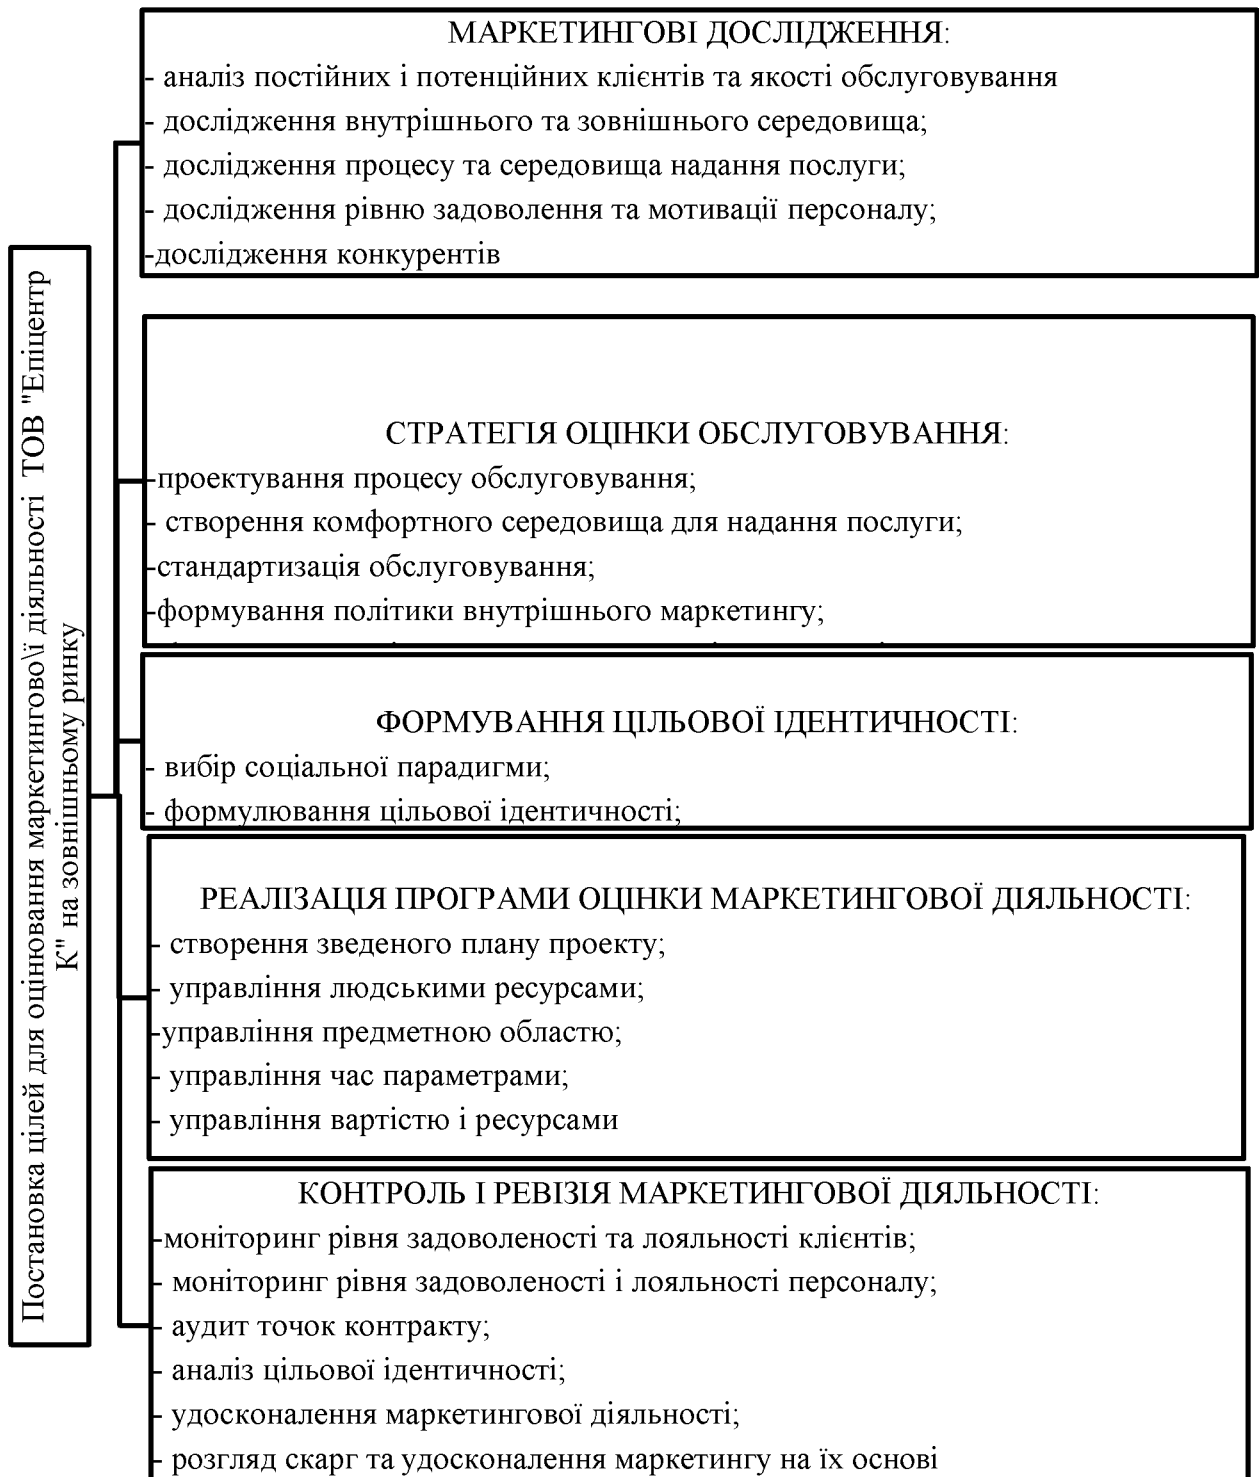 Постановка цілей для оцінювання маркетингово\ї діяльності ТОВ "Епіцентр
К" на зовнішньому ринку
МАРКЕТИНГОВІ ДОСЛІДЖЕННЯ:
- аналіз постійних і потенційних клієнтів та якості обслуговування
- дослідження внутрішнього та зовнішнього середовища;
- дослідження процесу та середовища надання послуги;
- дослідження рівню задоволення та мотивації персоналу;
-дослідження конкурентів
СТРАТЕГІЯ ОЦІНКИ ОБСЛУГОВУВАННЯ:
-проектування процесу обслуговування;
- створення комфортного середовища для надання послуги;
-стандартизація обслуговування;
-формування політики внутрішнього маркетингу;
ФОРМУВАННЯ ЦІЛЬОВОЇ ІДЕНТИЧНОСТІ:
- вибір соціальної парадигми;
- формулювання цільової ідентичності;
РЕАЛІЗАЦІЯ ПРОГРАМИ ОЦІНКИ МАРКЕТИНГОВОЇ ДІЯЛЬНОСТІ:
- створення зведеного плану проекту;
- управління людськими ресурсами;
-управління предметною областю;
- управління час параметрами;
- управління вартістю і ресурсами
КОНТРОЛЬ І РЕВІЗІЯ МАРКЕТИНГОВОЇ ДІЯЛЬНОСТІ:
-моніторинг рівня задоволеності та лояльності клієнтів;
- моніторинг рівня задоволеності і лояльності персоналу;
- аудит точок контракту;
- аналіз цільової ідентичності;
- удосконалення маркетингової діяльності;
- розгляд скарг та удосконалення маркетингу на їх основі